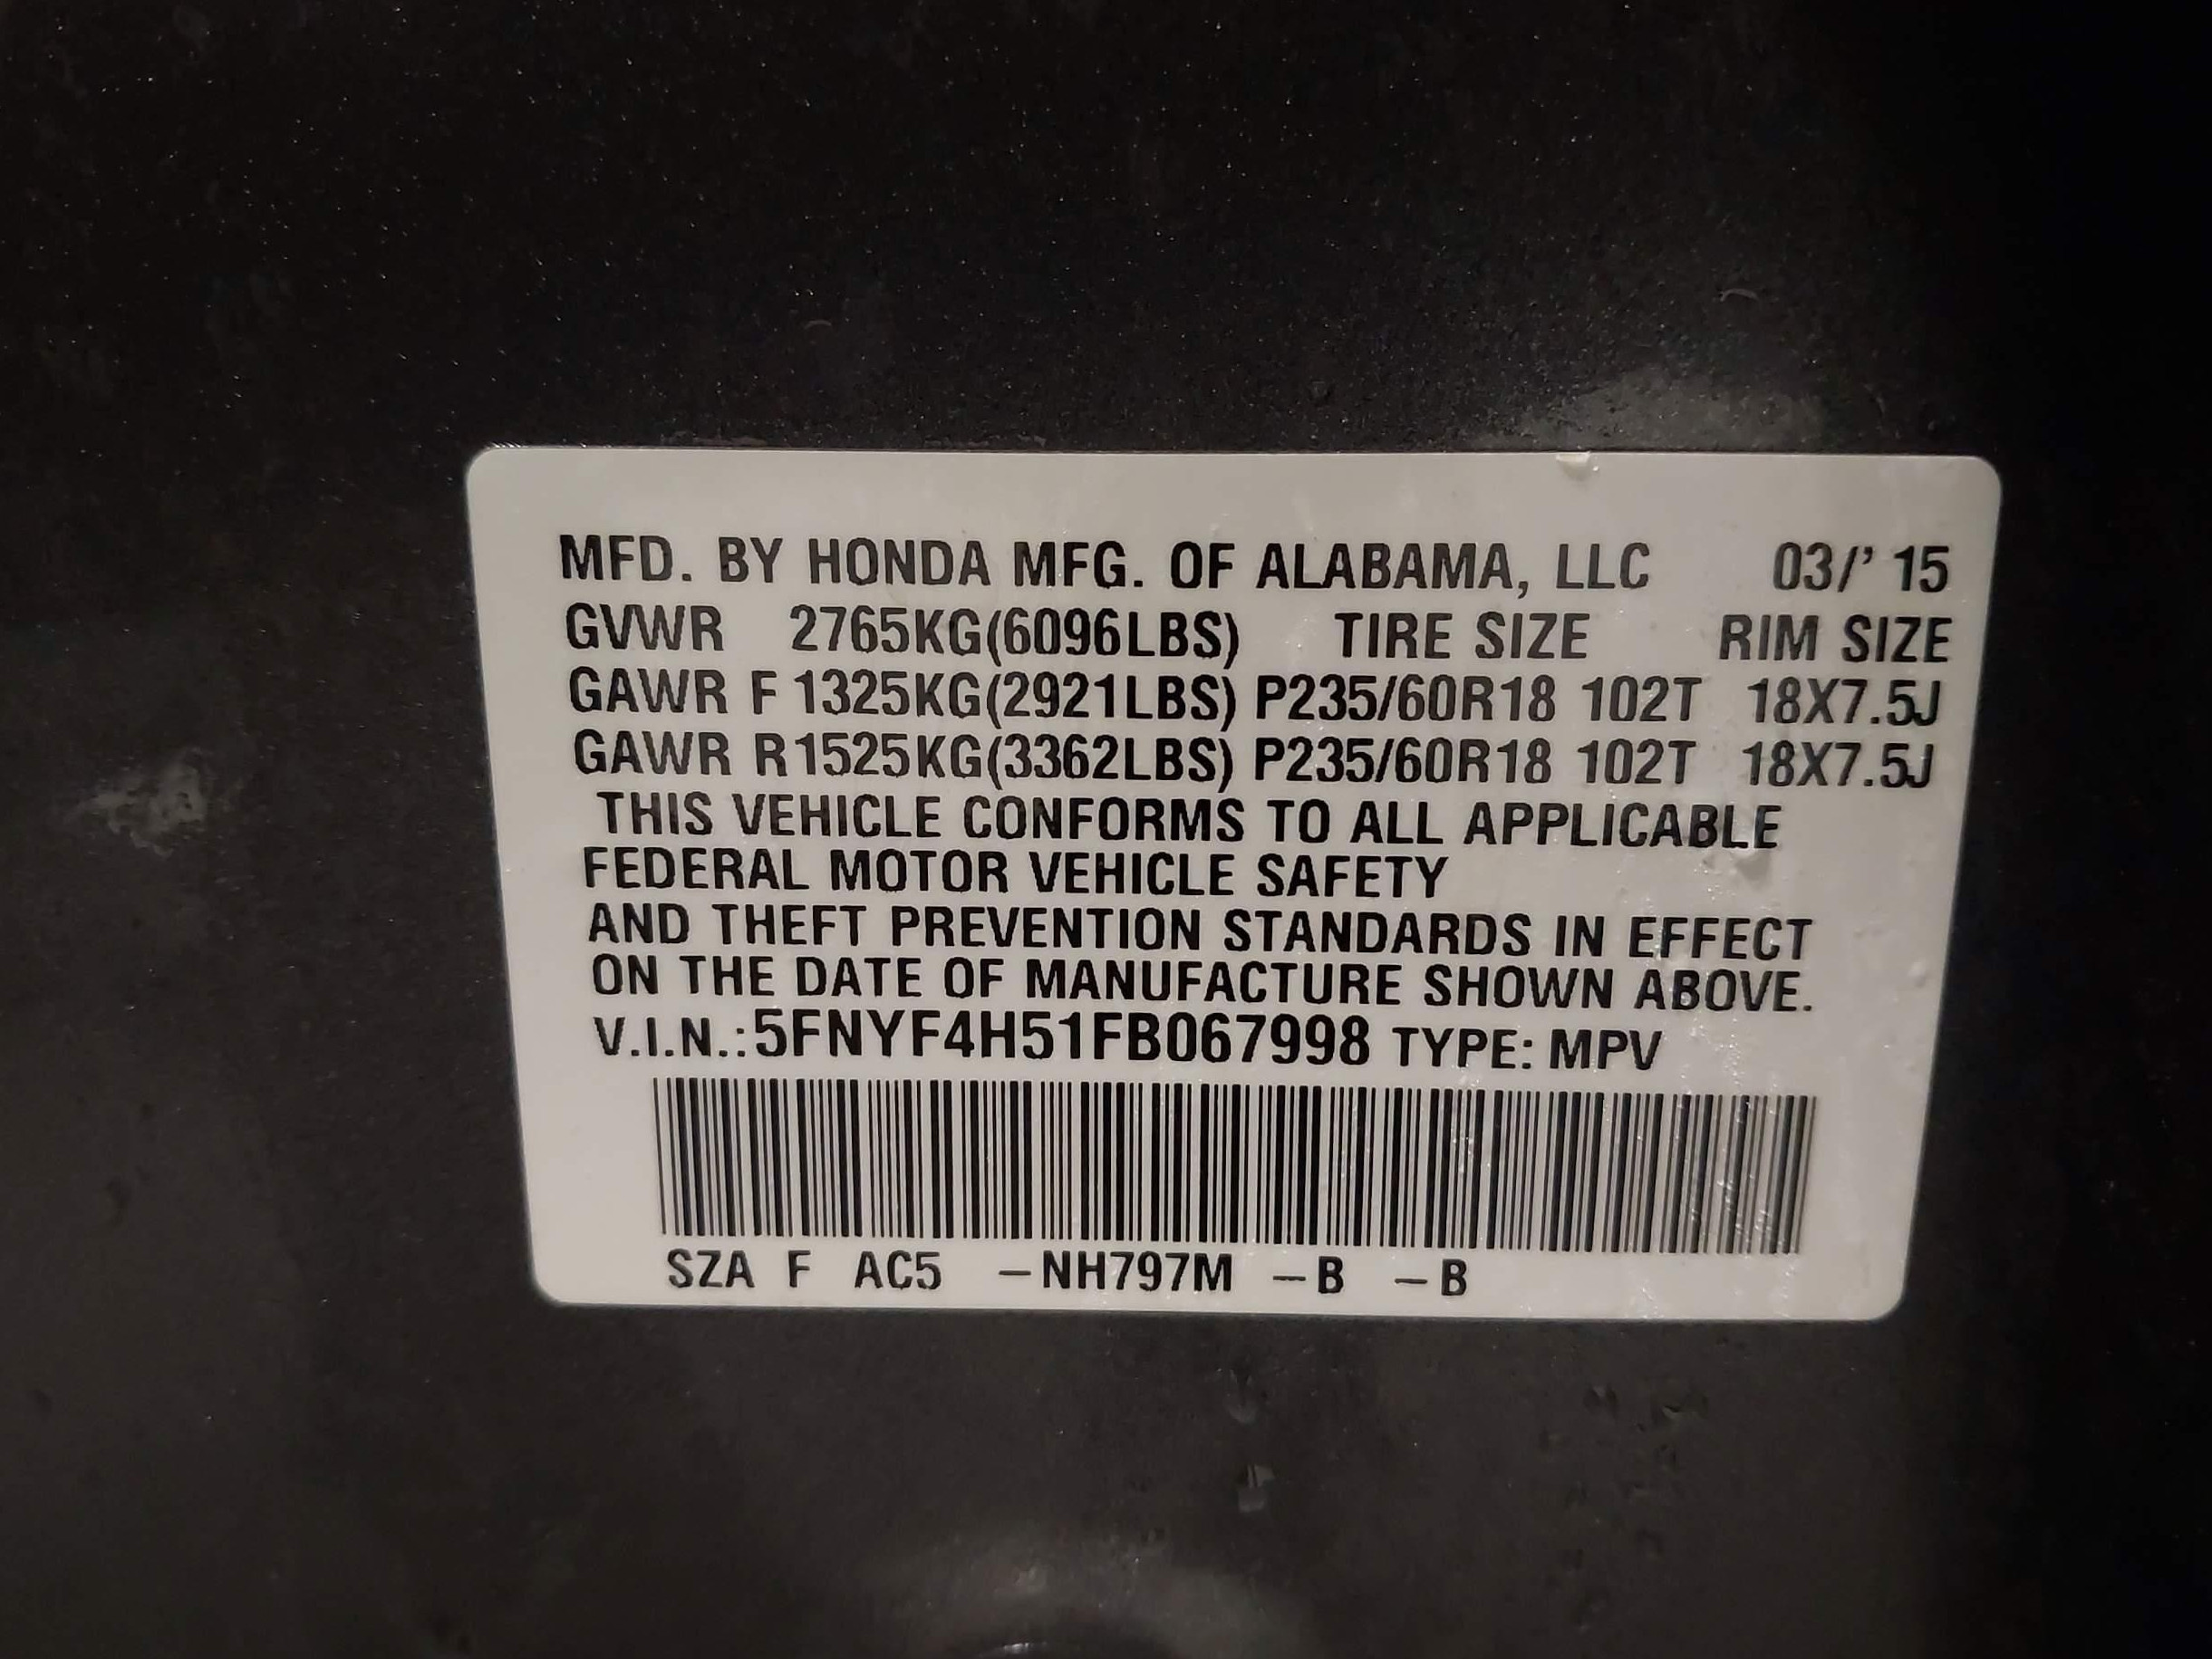 MFD. BY HONDA MFG. OF ALABAMA, LLC 03/' 15
GVWR 2765KG(6096LBS) TIRE SIZE RIM SIZE
GAWR F 1325KG(2921LBS) P235/60R18 102T 18X7.5J
GAWR R1525KG(3362LBS) P235/60R18 102T 18X7.5J
THIS VEHICLE CONFORMS TO ALL APPLICABLE
FEDERAL MOTOR VEHICLE SAFETY
AND THEFT PREVENTION STANDARDS IN EFFECT
ON THE DATE OF MANUFACTURE SHOWN ABOVE.
V.I.N.:5FNYF4H51FB067998 TYPE: MPV
SZA F AC5 –NH797M –B –B